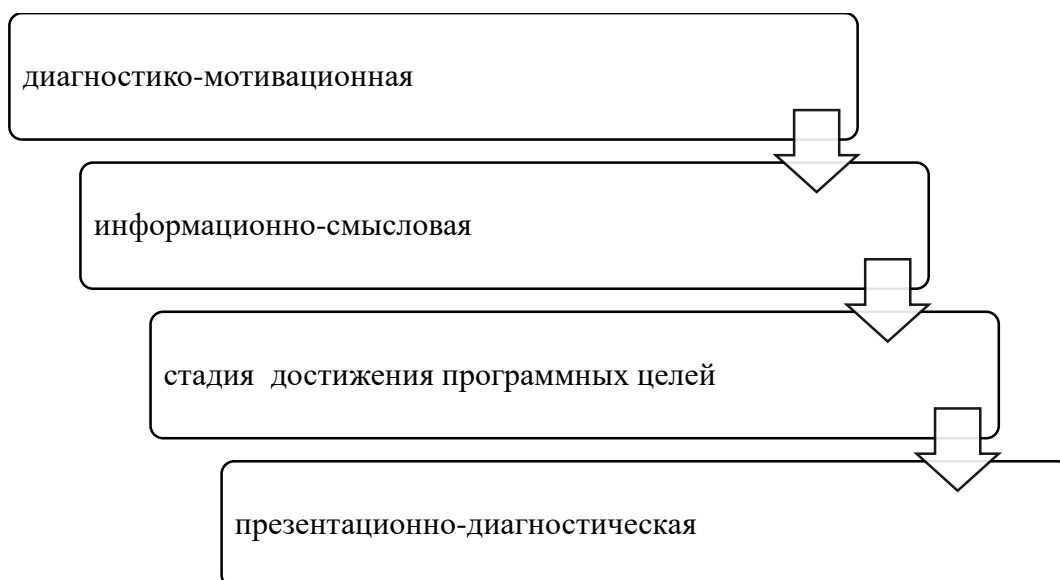 диагностико-мотивационная
информационно-смысловая
стадия  достижения программных целей
презентационно-диагностическая